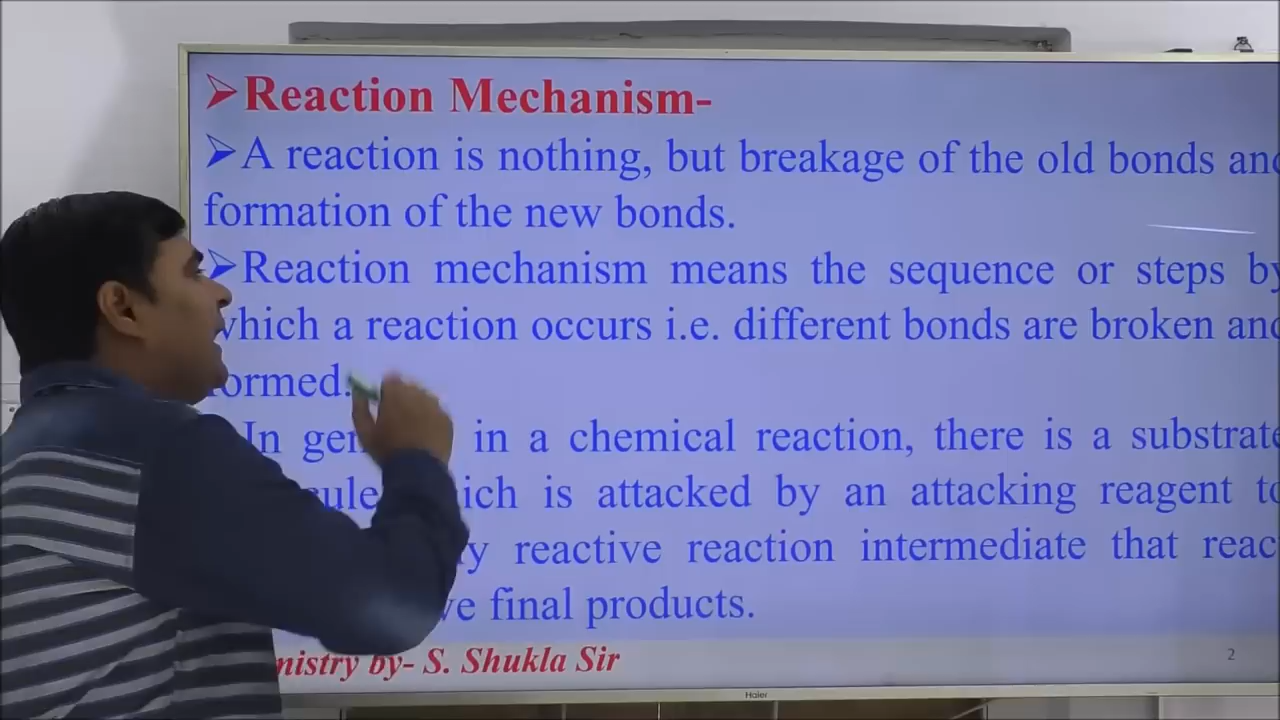 ➢Reaction Mechanism-
➢A reaction is nothing, but breakage of the old bonds and
formation of the new bonds.
➢Reaction mechanism means the sequence or steps by
which a reaction occurs i.e. different bonds are broken and
formed.
In in a chemical reaction, there is a substrate
which is attacked by an attacking reagent to
reactive reaction intermediate that
final products.
by- S. Shukla Sir
2
Haier